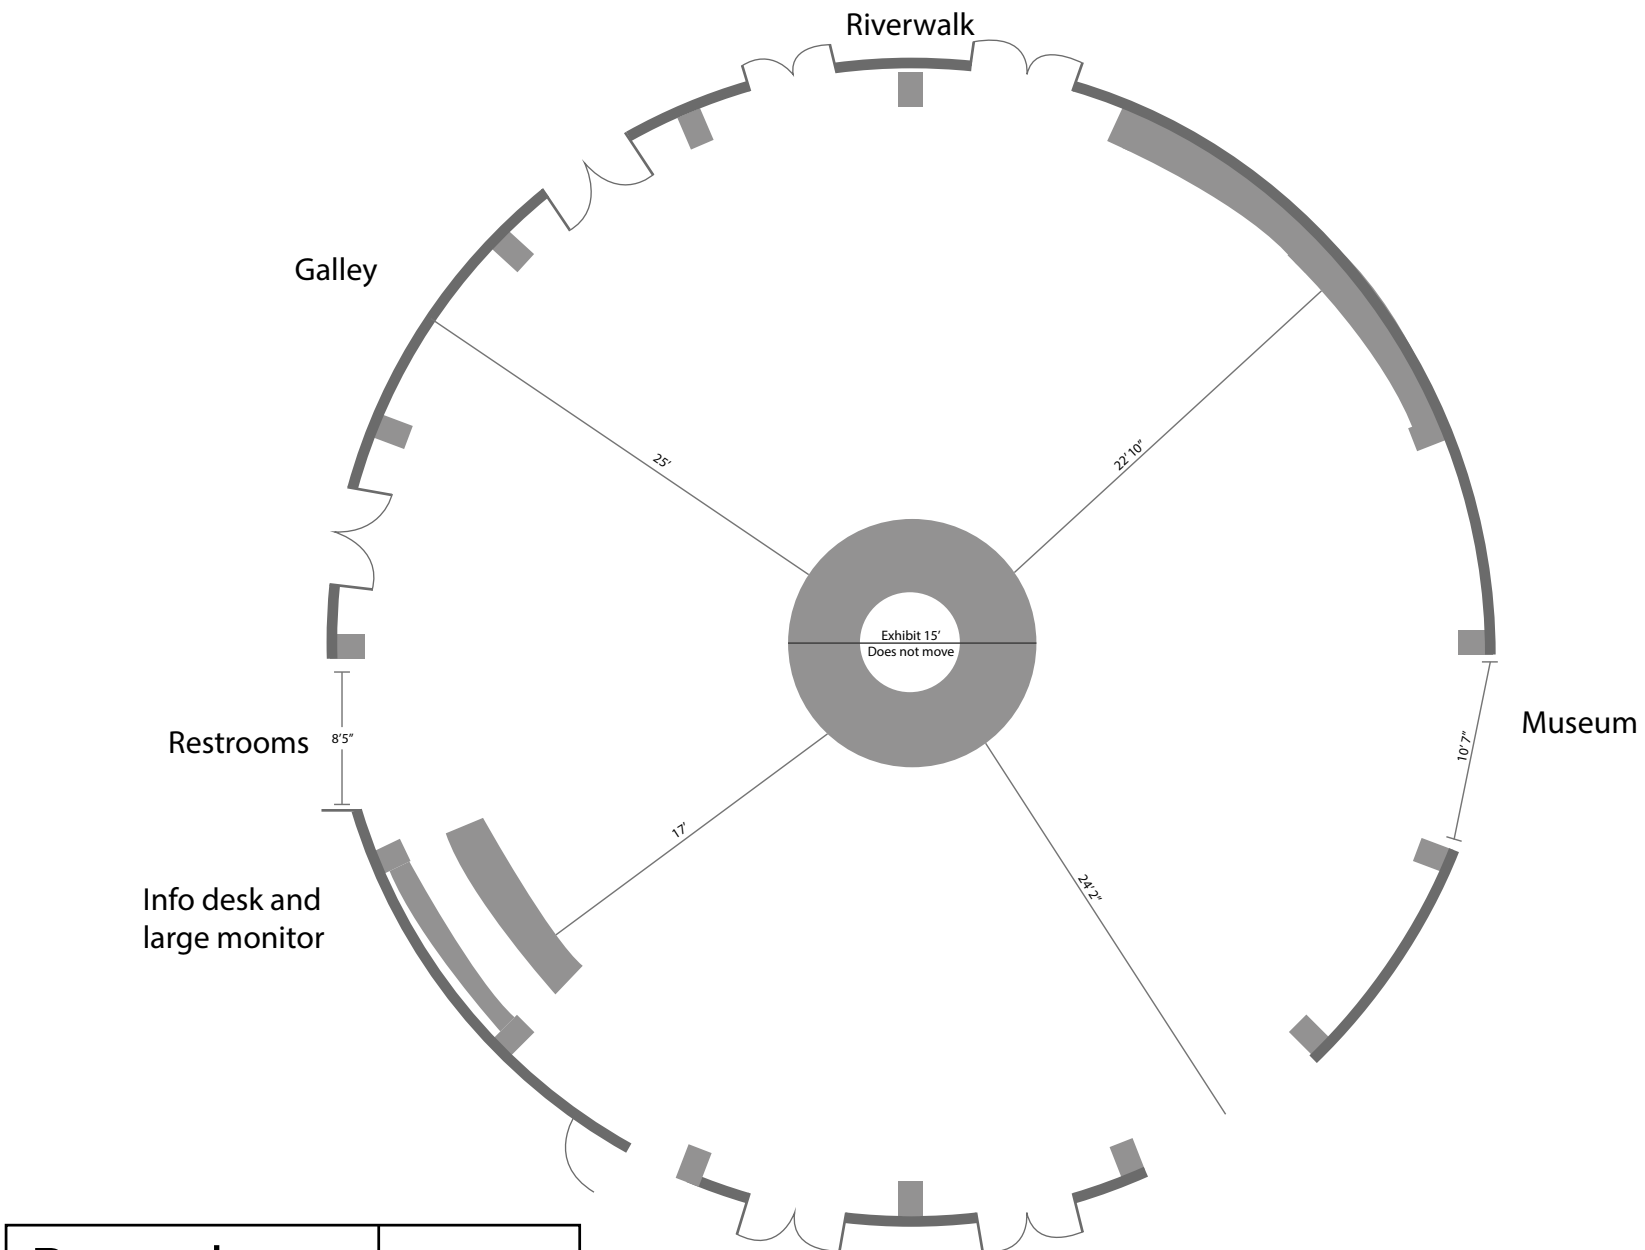 Riverwalk
Galley
25'
22' 10"
Exhibit 15'
Does not move
Museum
10' 7"
Restrooms
8'5"
17'
24' 2"
Info desk and
large monitor